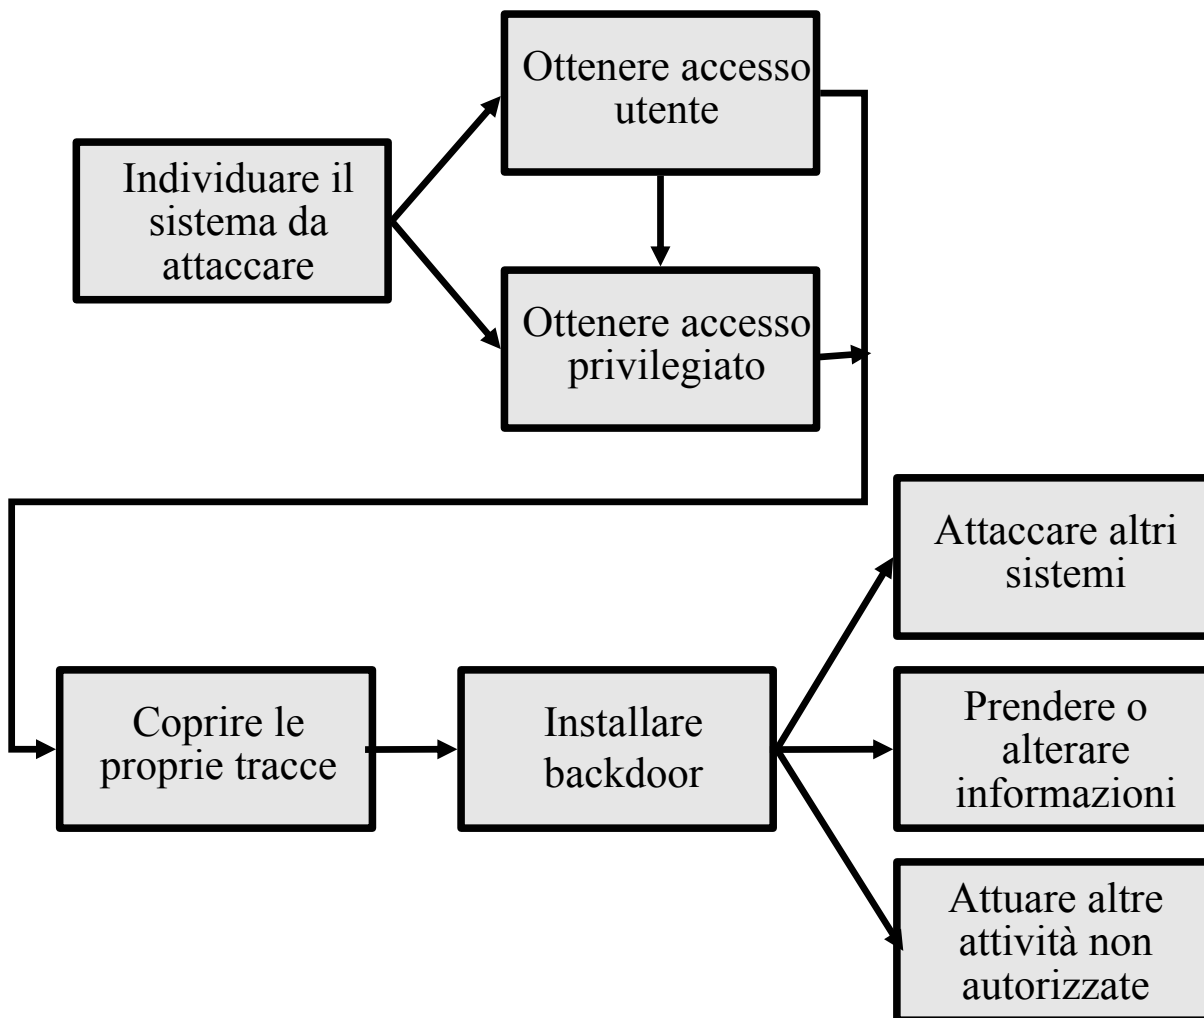 Ottenere accesso
utente
Individuare il
sistema da
attaccare
Ottenere accesso
privilegiato
Attaccare altri
sistemi
Coprire le
proprie tracce
Installare
backdoor
Prendere o
alterare
informazioni
Attuare altre
attività non
autorizzate